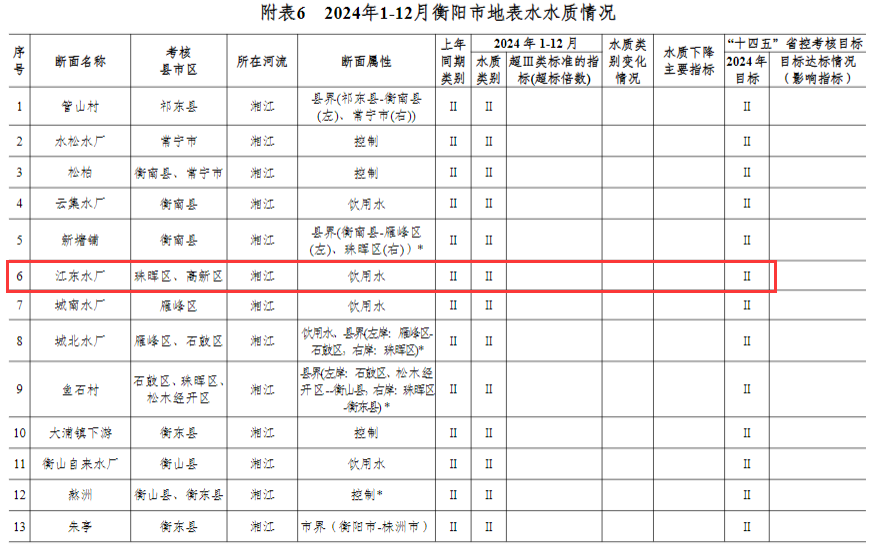 附表6 2024年1-12月衡阳市地表水水质情况
序号 断面名称 考核县市区 所在河流 断面属性 上年同期类别 2024 年 1-12 月 水质类别变化情况 水质下降主要指标 “十四五”省控考核目标
水质类别 超Ⅲ类标准的指标(超标倍数) 2024 年目标 目标达标情况（影响指标）
1 管山村 祁东县 湘江 县界(祁东县-衡南县(左)、常宁市(右)) II II II
2 水松水厂 常宁市 湘江 控制 II II II
3 松柏 衡南县、常宁市 湘江 控制 II II II
4 云集水厂 衡南县 湘江 饮用水 II II II
5 新塘铺 衡南县 湘江 县界(衡南县-雁峰区(左)、珠晖区(右))* II II II
6 江东水厂 珠晖区、高新区 湘江 饮用水 II II II
7 城南水厂 雁峰区 湘江 饮用水 II II II
8 城北水厂 雁峰区、石鼓区 湘江 饮用水、县界(左岸：雁峰区-石鼓区，右岸：珠晖区)* II II II
9 鱼石村 石鼓区、珠晖区、松木经开区 湘江 县界(左岸：石鼓区、松木经开区--衡山县，右岸：珠晖区-衡东县)* II II II
10 大浦镇下游 衡东县 湘江 控制 II II II
11 衡山自来水厂 衡山县 湘江 饮用水 II II II
12 熬洲 衡山县、衡东县 湘江 控制* II II II
13 朱亭 衡东县 湘江 市界（衡阳市-株洲市） II II II